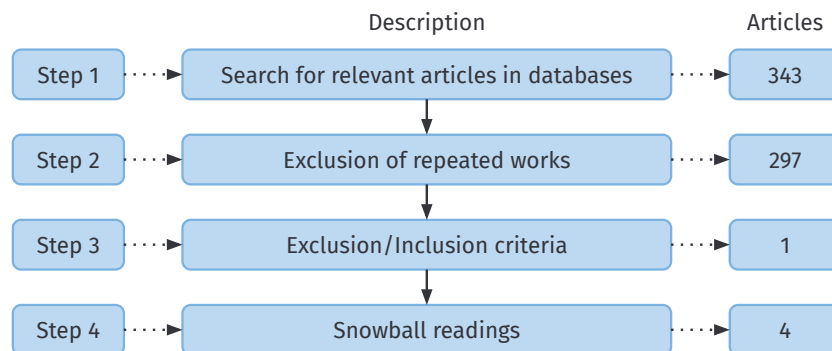 Description Articles
Step 1 Search for relevant articles in databases 343
Step 2 Exclusion of repeated works 297
Step 3 Exclusion/Inclusion criteria 1
Step 4 Snowball readings 4